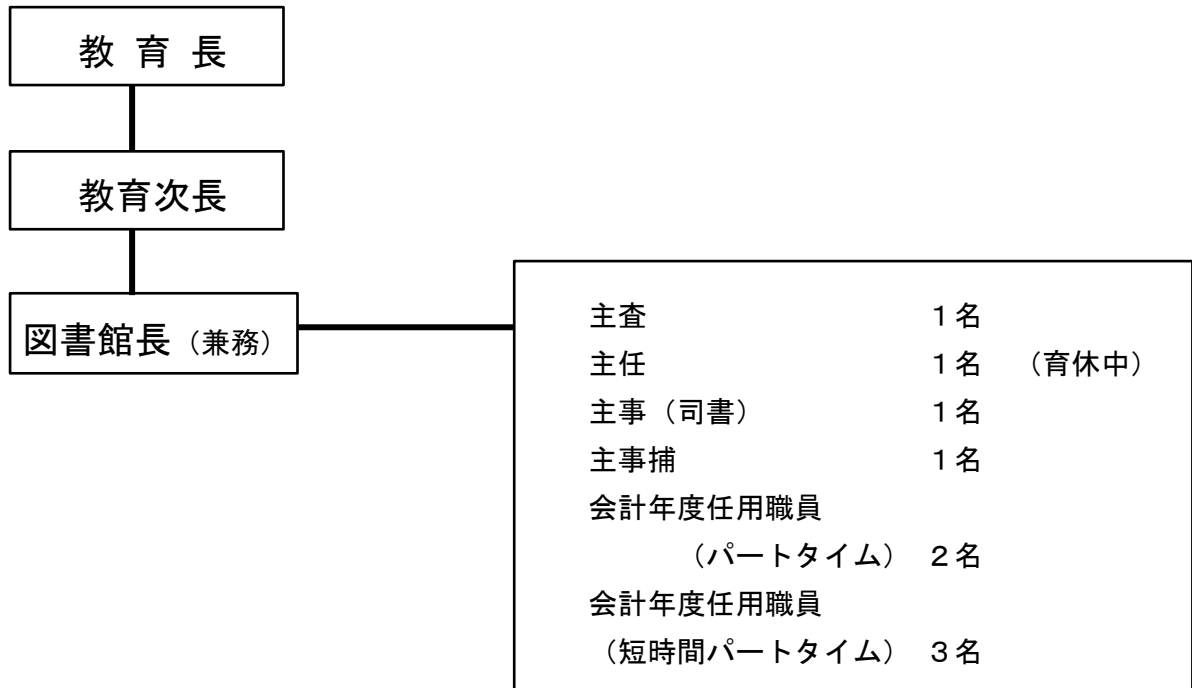 教 育 長
教育次長
図書館長（兼務）
主査 １名
主任 １名 （育休中）
主事（司書） １名
主事捕 １名
会計年度任用職員
（パートタイム） ２名
会計年度任用職員
（短時間パートタイム） ３名